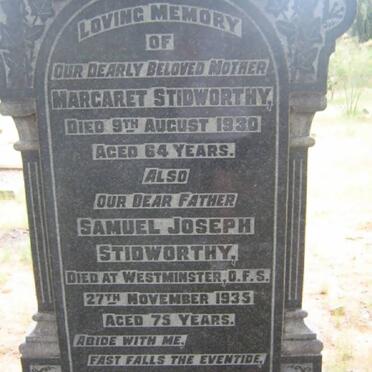 LOVING MEMORY
OF
OUR DEARLY BELOVED MOTHER
MARGARET STIDWORTHY,
DIED 9TH AUGUST 1930
AGED 64 YEARS.
ALSO
OUR DEAR FATHER
SAMUEL JOSEPH
STIDWORTHY,
DIED AT WESTMINSTER, O.F.S.
27TH NOVEMBER 1935
AGED 75 YEARS.
ABIDE WITH ME,
FAST FALLS THE EVENTIDE,